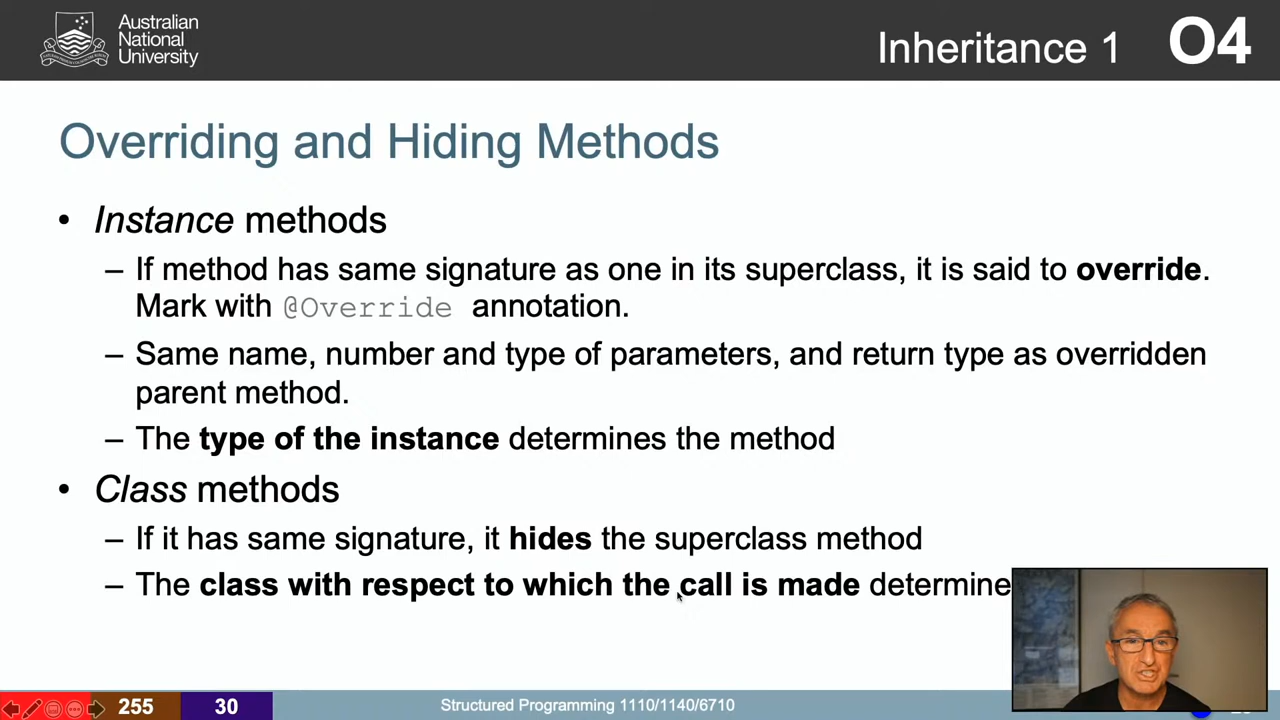 Australian
National
University
Inheritance 1 O4
Overriding and Hiding Methods
• Instance methods
– If method has same signature as one in its superclass, it is said to override.
Mark with @Override annotation.
– Same name, number and type of parameters, and return type as overridden
parent method.
– The type of the instance determines the method
• Class methods
– If it has same signature, it hides the superclass method
– The class with respect to which the call is made determine
255 30 Structured Programming 1110/1140/6710